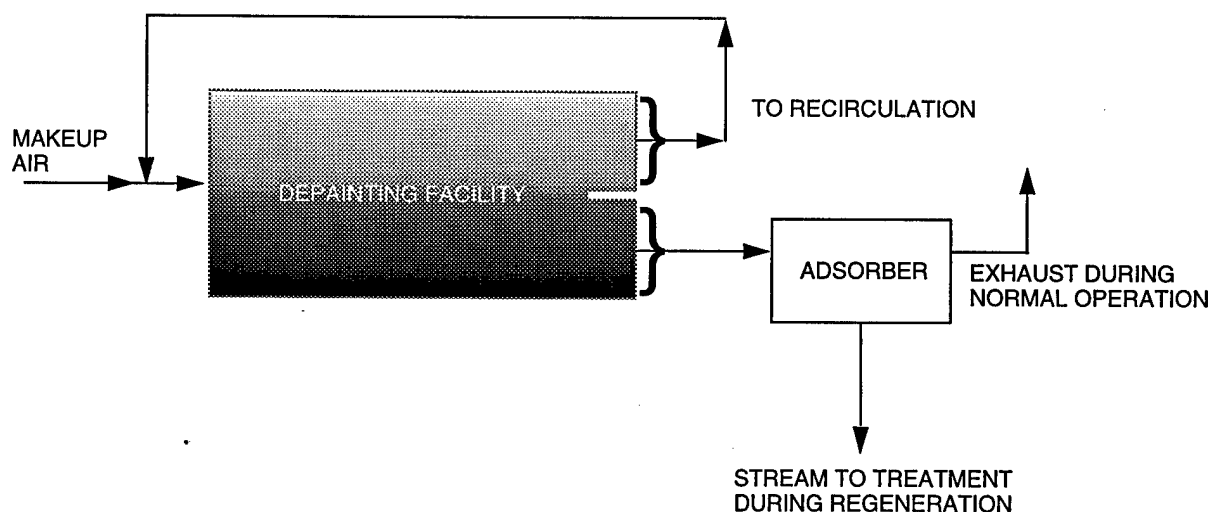 TO RECIRCULATION
MAKEUP
AIR
DEPAINTING FACILITY
ADSORBER
EXHAUST DURING
NORMAL OPERATION
STREAM TO TREATMENT
DURING REGENERATION